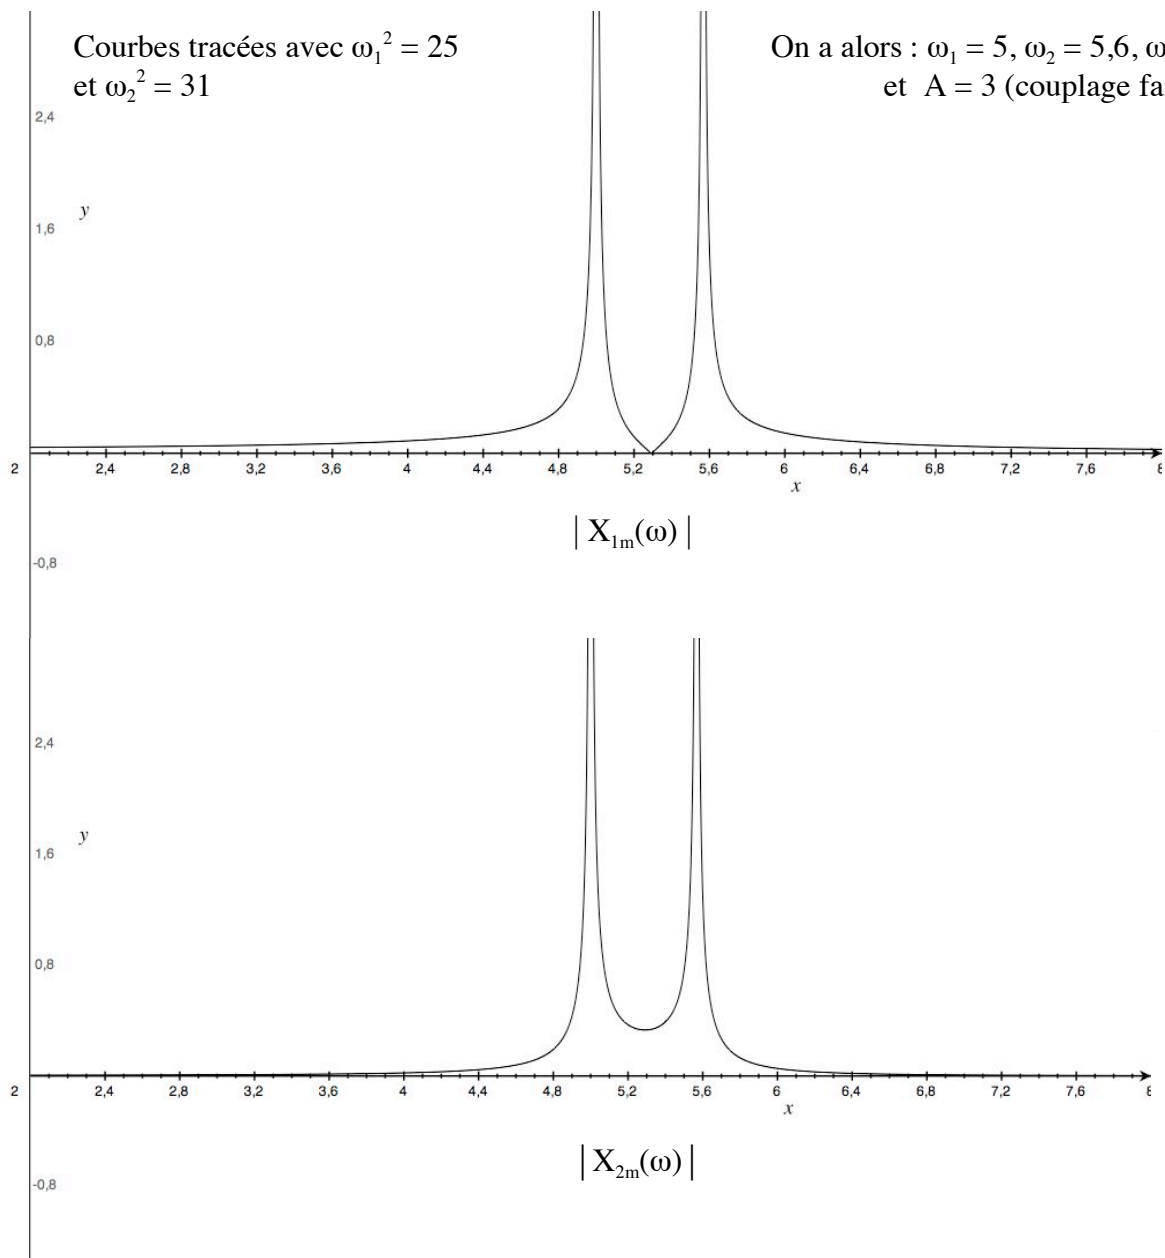 Courbes tracées avec ω₁² = 25
et ω₂² = 31
On a alors : ω₁ = 5, ω₂ = 5,6,
et A = 3 (couplage
2,4
y
1,6
0,8
2 2,4 2,8 3,2 3,6 4 4,4 4,8 5,2 5,6 6 6,4 6,8 7,2 7,6 8
x
| X₁ₘ(ω) |
-0,8
2,4
y
1,6
0,8
2 2,4 2,8 3,2 3,6 4 4,4 4,8 5,2 5,6 6 6,4 6,8 7,2 7,6 8
x
| X₂ₘ(ω) |
-0,8